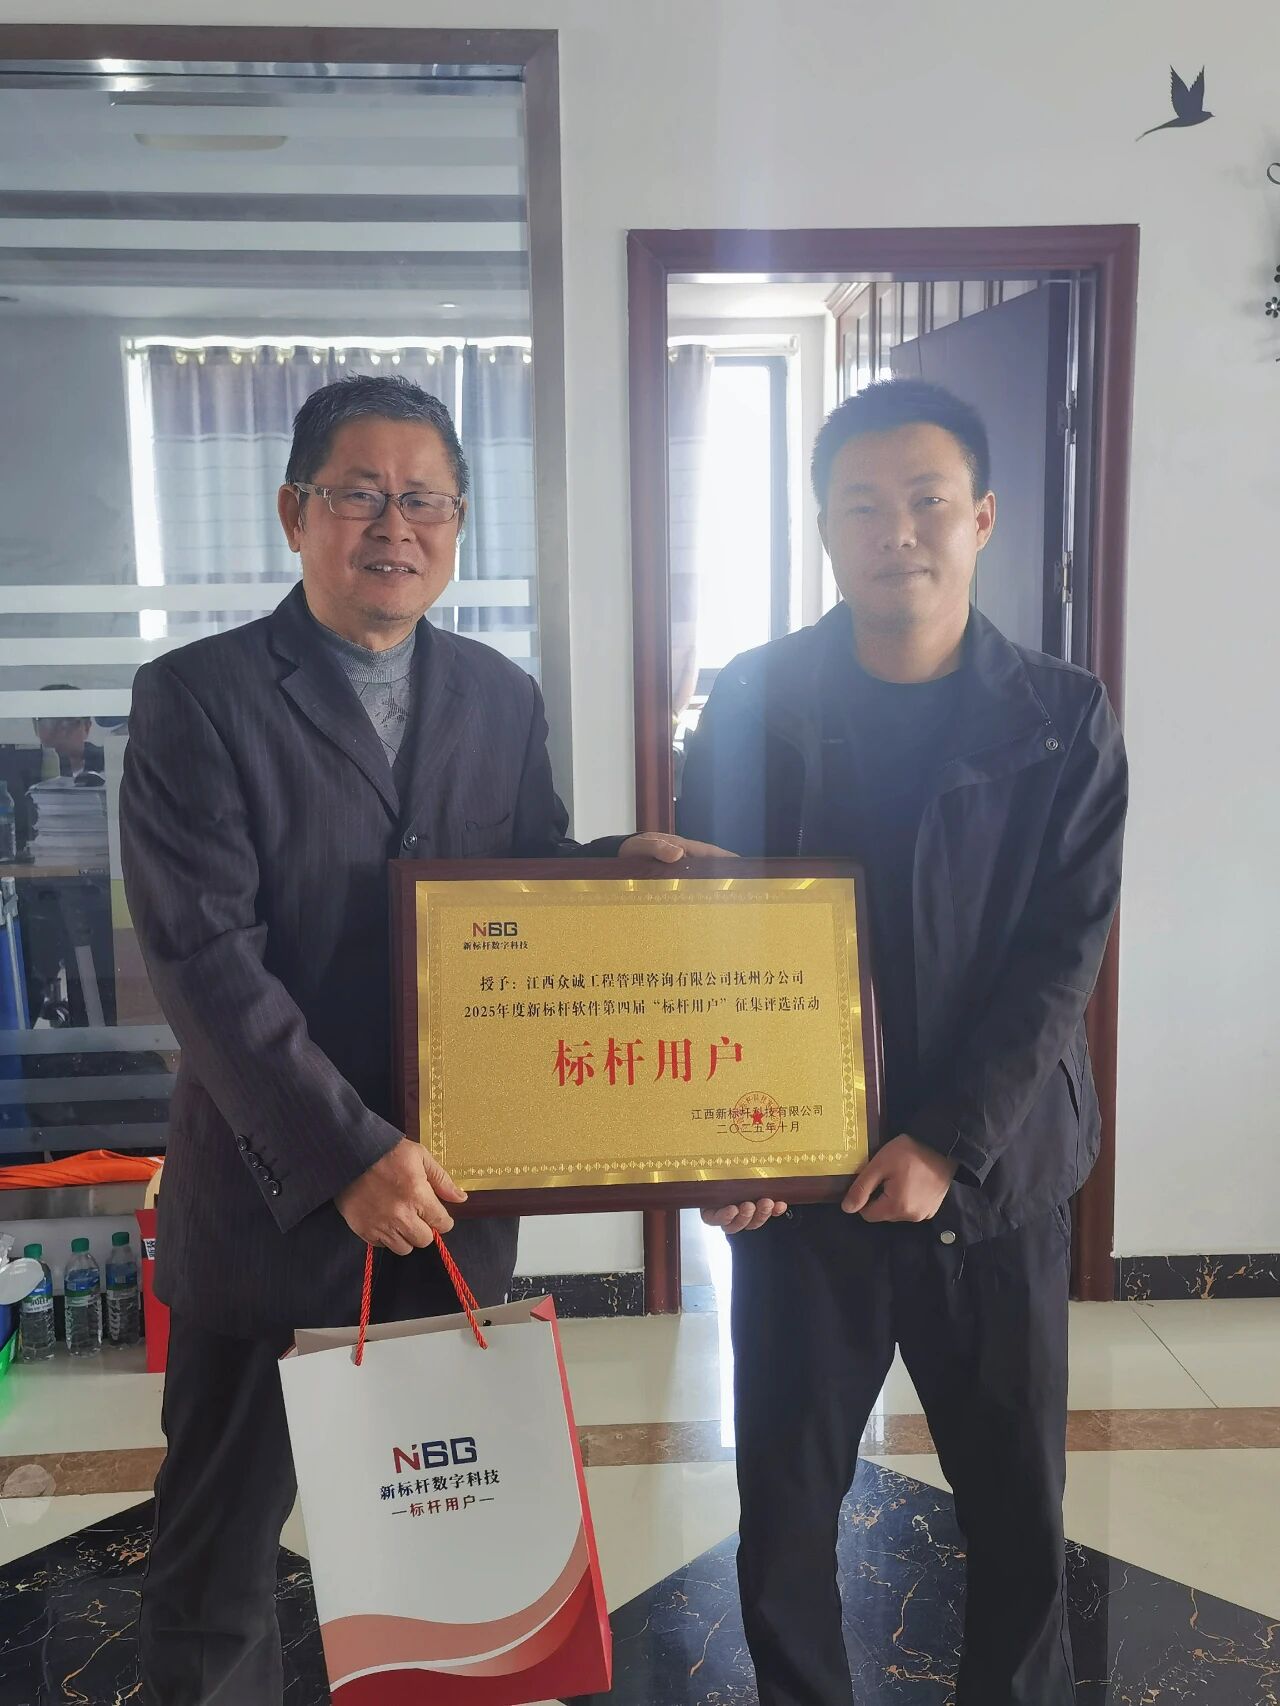 NBG
新标杆数字科技
授予：江西众诚工程管理咨询有限公司抚州分公司
2025年度新标杆软件第四届“标杆用户”征集评选活动
标杆用户
江西新标杆科技有限公司
二〇二五年十月
NBG
新标杆数字科技
—标杆用户—